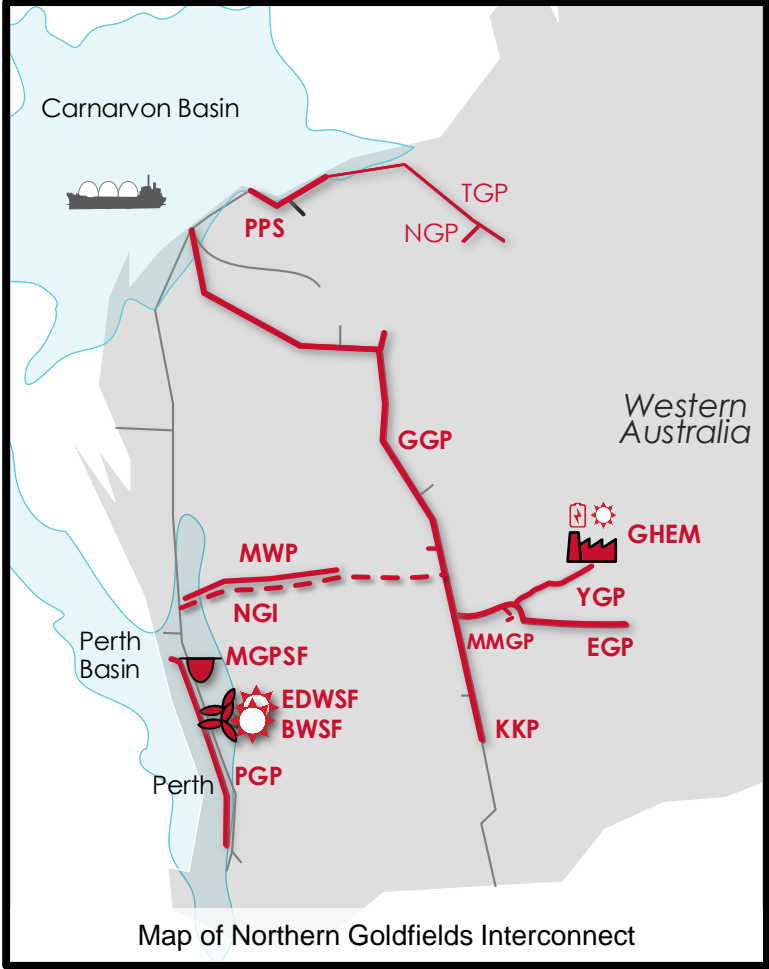 Carnarvon Basin
TGP
PPS
NGP
Western
Australia
GGP
GHEM
MWP
YGP
NGI
MMGP
EGP
Perth
Basin
MGPSF
EDWSF
BWSF
KKP
PGP
Perth
Map of Northern Goldfields Interconnect